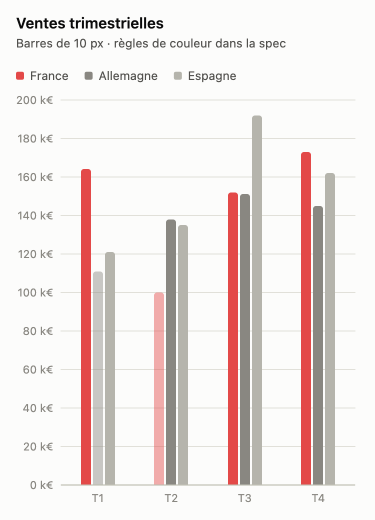 Ventes trimestrielles
Barres de 10 px · règles de couleur dans la spec
France Allemagne Espagne
200 k€
180 k€
160 k€
140 k€
120 k€
100 k€
80 k€
60 k€
40 k€
20 k€
0 k€
T1 T2 T3 T4